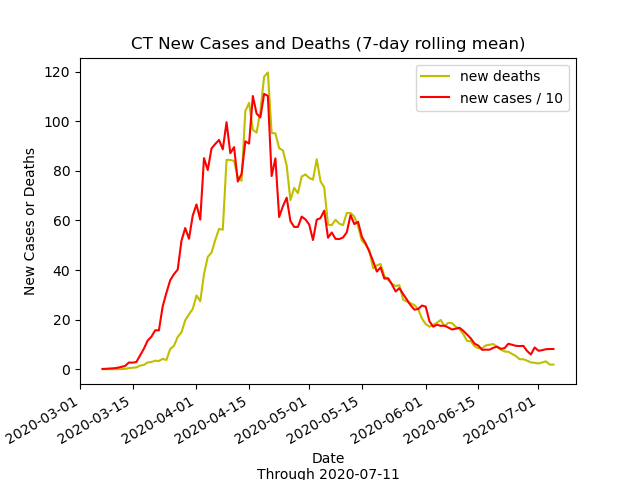 CT New Cases and Deaths (7-day rolling mean)
new deaths
new cases / 10
New Cases or Deaths
120
100
80
60
40
20
0
2020-03-01
2020-03-15
2020-04-01
2020-04-15
2020-05-01
2020-05-15
2020-06-01
2020-06-15
2020-07-01
Date
Through 2020-07-11